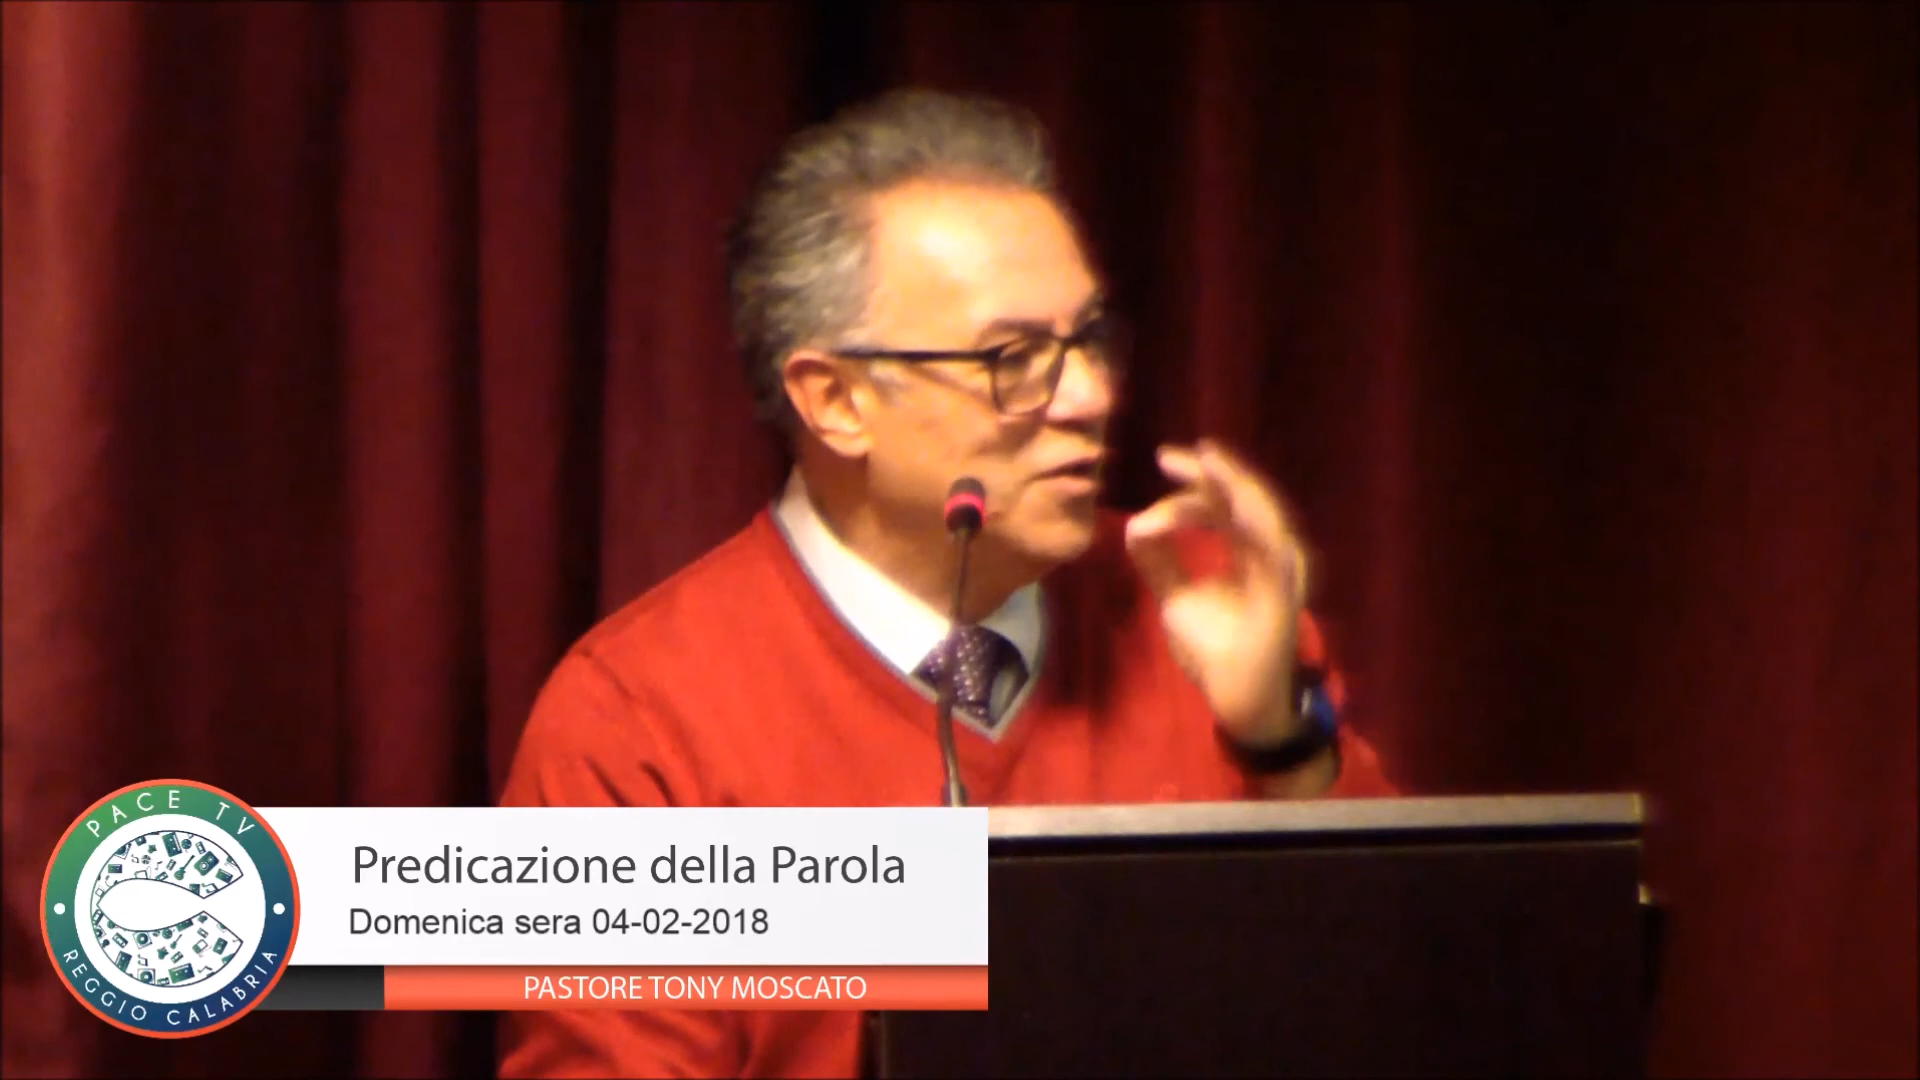 PACE TV
REGGIO CALABRIA
Predicazione della Parola
Domenica sera 04-02-2018
PASTORE TONY MOSCATO